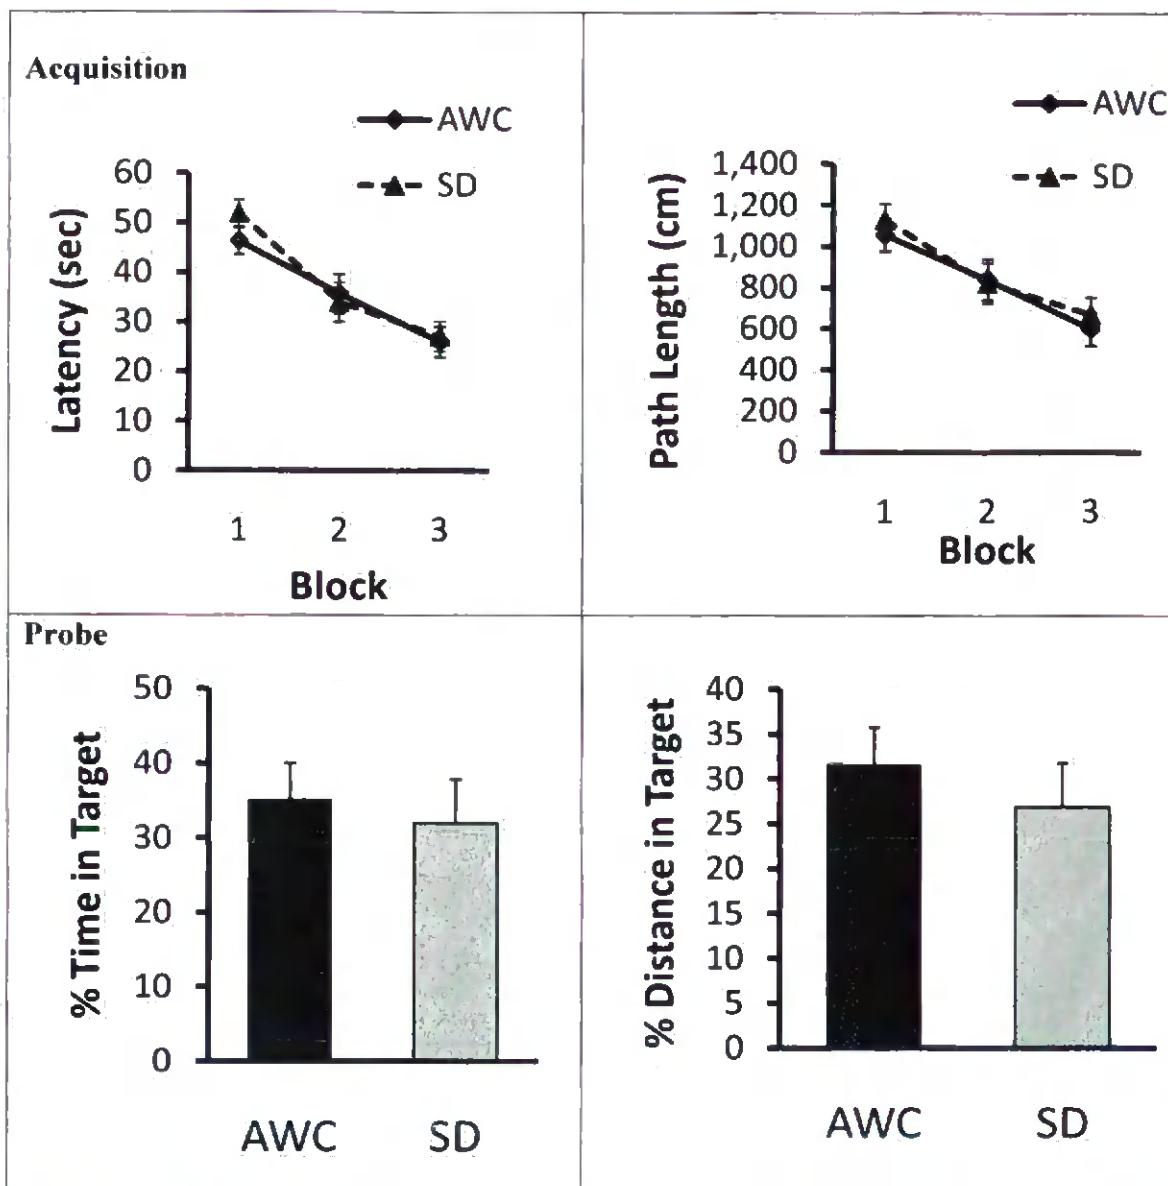 Acquisition
AWC
SD
Latency (sec)
60
50
40
30
20
10
0
1 2 3
Block
AWC
SD
Path Length (cm)
1,400
1,200
1,000
800
600
400
200
0
1 2 3
Block
Probe
% Time in Target
50
40
30
20
10
0
AWC SD
% Distance in Target
40
35
30
25
20
15
10
5
0
AWC SD